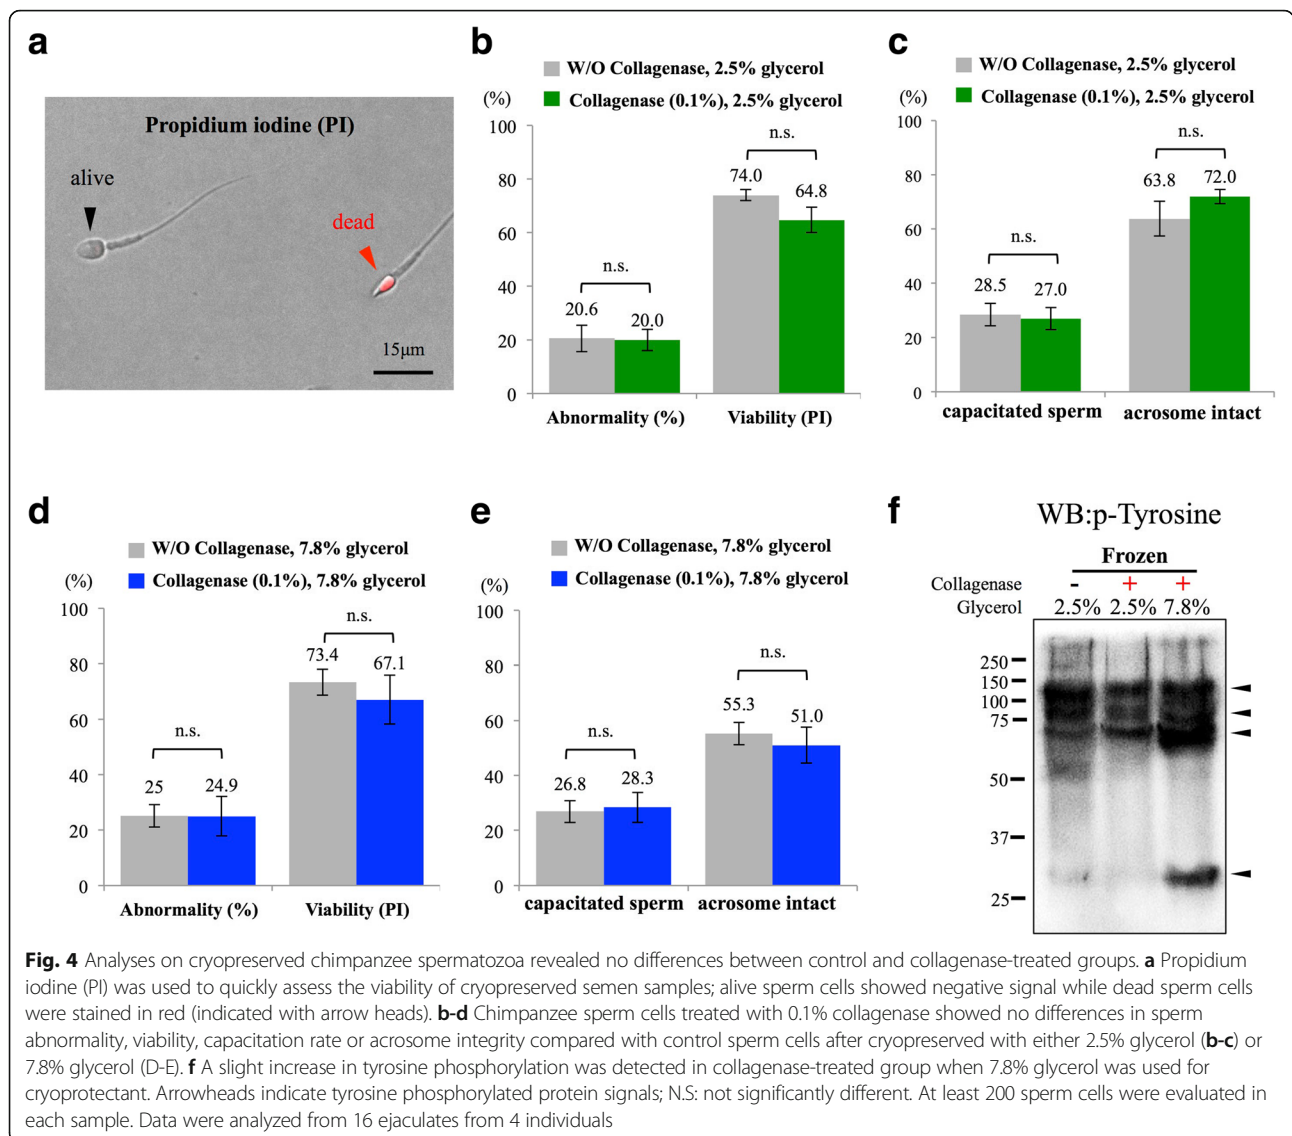 a
Propidium iodine (PI)
alive
dead
15μm
b
W/O Collagenase, 2.5% glycerol
Collagenase (0.1%), 2.5% glycerol
(%)
100
80
60
40
20
0
n.s.
20.6
20.0
n.s.
74.0
64.8
Abnormality (%)
Viability (PI)
c
W/O Collagenase, 2.5% glycerol
Collagenase (0.1%), 2.5% glycerol
(%)
100
80
60
40
20
0
n.s.
28.5
27.0
n.s.
63.8
72.0
capacitated sperm
acrosome intact
d
W/O Collagenase, 7.8% glycerol
Collagenase (0.1%), 7.8% glycerol
(%)
100
80
60
40
20
0
n.s.
25
24.9
n.s.
73.4
67.1
Abnormality (%)
Viability (PI)
e
W/O Collagenase, 7.8% glycerol
Collagenase (0.1%), 7.8% glycerol
(%)
100
80
60
40
20
0
n.s.
26.8
28.3
n.s.
55.3
51.0
capacitated sperm
acrosome intact
f
WB:p-Tyrosine
Frozen
Collagenase - + +
Glycerol 2.5% 2.5% 7.8%
250
150
100
75
50
37
25
Fig. 4 Analyses on cryopreserved chimpanzee spermatozoa revealed no differences between control and collagenase-treated groups. a Propidium
iodine (PI) was used to quickly assess the viability of cryopreserved semen samples; alive sperm cells showed negative signal while dead sperm cells
were stained in red (indicated with arrow heads). b-d Chimpanzee sperm cells treated with 0.1% collagenase showed no differences in sperm
abnormality, viability, capacitation rate or acrosome integrity compared with control sperm cells after cryopreserved with either 2.5% glycerol (b-c) or
7.8% glycerol (D-E). f A slight increase in tyrosine phosphorylation was detected in collagenase-treated group when 7.8% glycerol was used for
cryoprotectant. Arrowheads indicate tyrosine phosphorylated protein signals; N.S: not significantly different. At least 200 sperm cells were evaluated in
each sample. Data were analyzed from 16 ejaculates from 4 individuals